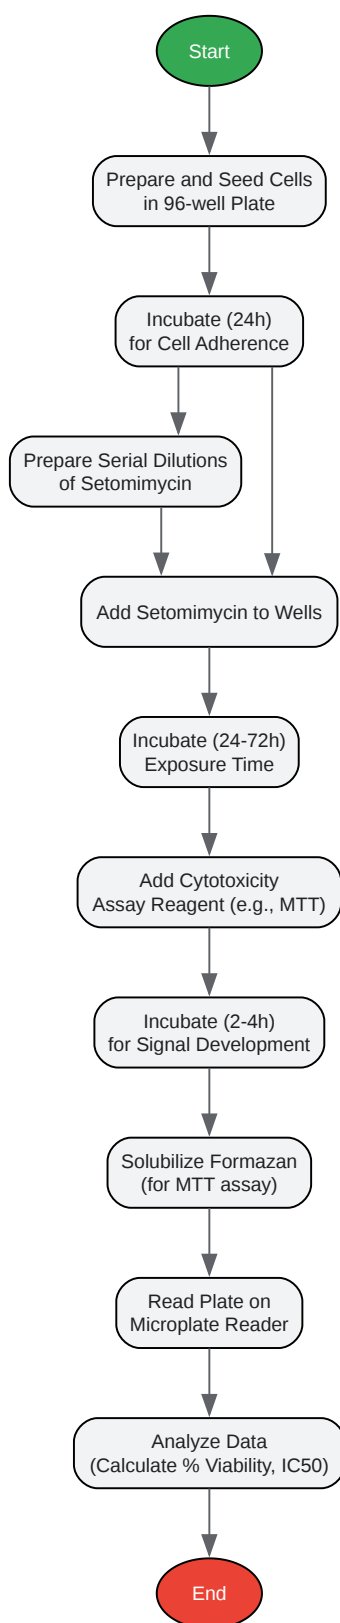 Start
Prepare and Seed Cells
in 96-well Plate
Incubate (24h)
for Cell Adherence
Prepare Serial Dilutions
of Setomimycin
Add Setomimycin to Wells
Incubate (24-72h)
Exposure Time
Add Cytotoxicity
Assay Reagent (e.g., MTT)
Incubate (2-4h)
for Signal Development
Solubilize Formazan
(for MTT assay)
Read Plate on
Microplate Reader
Analyze Data
(Calculate % Viability, IC50)
End